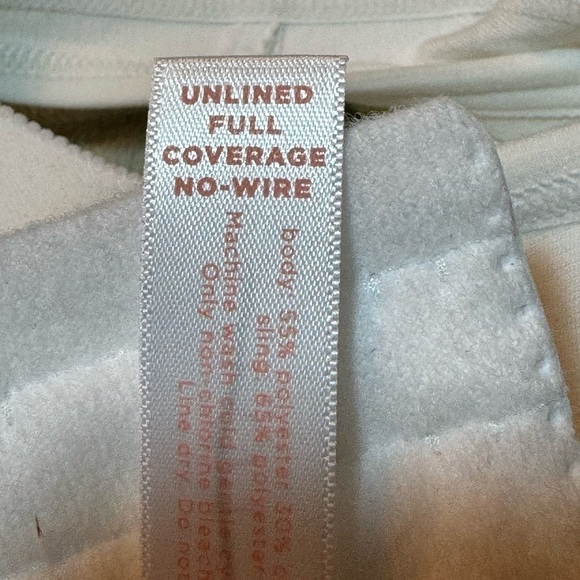 UNLINED
FULL
COVERAGE
NO-WIRE
body 55% polyester 30%
sling 65% polyester
Machine wash cold gentle
Only non-chlorine bleach
Line dry Do not